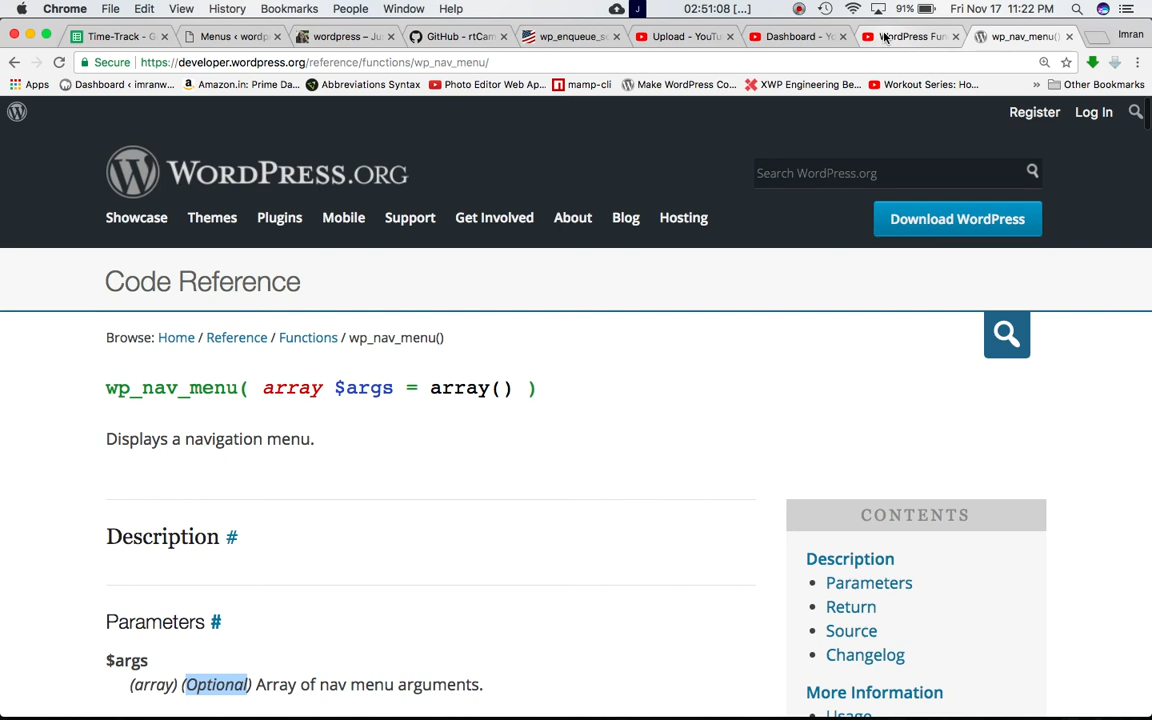 Chrome File Edit View History Bookmarks People Window Help J 02:51:08 [...] 91% Fri Nov 17 11:22 PM
Time-Track - G Menus ‹ wordp wordpress – Ju GitHub - rtCam wp_enqueue_sc Upload - YouTu Dashboard - Yo WordPress Fun wp_nav_menu() Imran
Secure https://developer.wordpress.org/reference/functions/wp_nav_menu/
Apps Dashboard ‹ imranw... Amazon.in: Prime Da... Abbreviations Syntax Photo Editor Web Ap... mamp-cli Make WordPress Co... XWP Engineering Be... Workout Series: Ho... » Other Bookmarks
Register Log In
WORDPRESS.ORG
Search WordPress.org
Showcase Themes Plugins Mobile Support Get Involved About Blog Hosting
Download WordPress
Code Reference
Browse: Home / Reference / Functions / wp_nav_menu()
wp_nav_menu( array $args = array() )
Displays a navigation menu.
CONTENTS
Description #
Description
Parameters
Return
Source
Changelog
Parameters #
$args
(array) (Optional) Array of nav menu arguments.
More Information
Usage